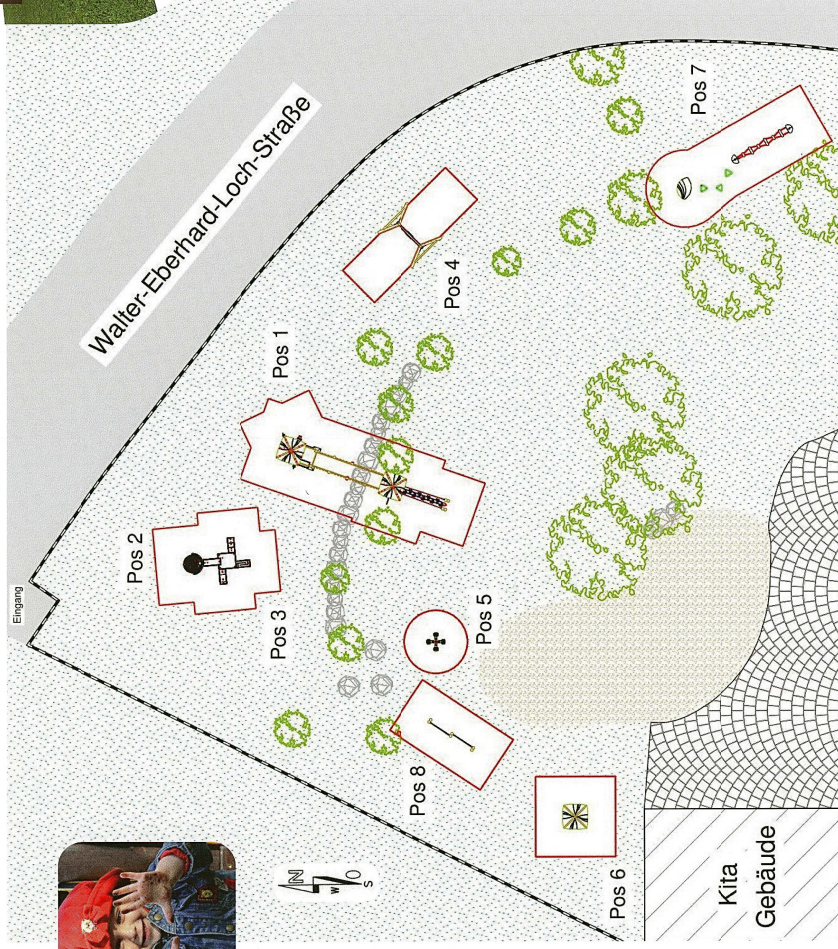 Walter-Eberhard-Loch-Straße
Pos 7
Pos 4
Pos 1
Pos 2
Eingang
Pos 3
Pos 5
Pos 8
Pos 6
N
W
O
S
Kita
Gebäude